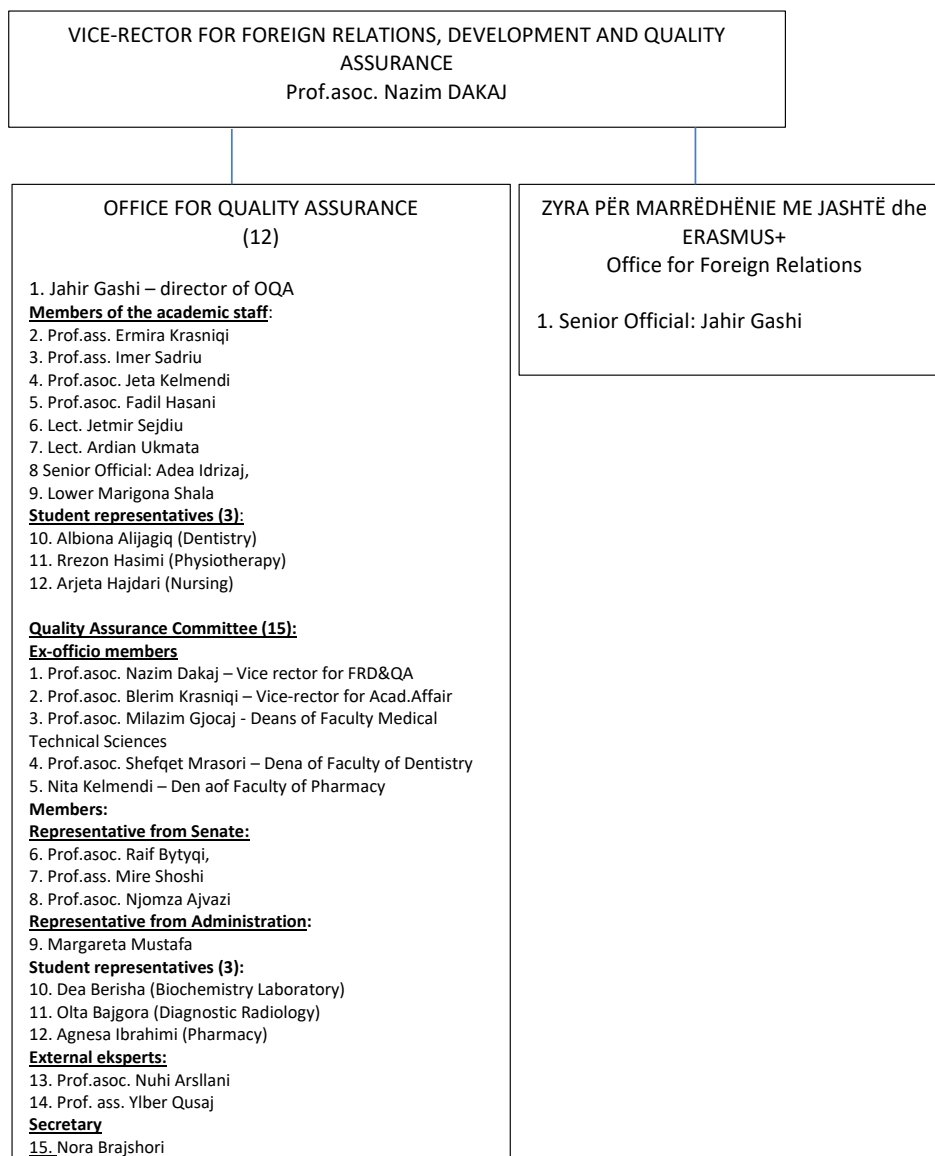 VICE-RECTOR FOR FOREIGN RELATIONS, DEVELOPMENT AND QUALITY
ASSURANCE
Prof.asoc. Nazim DAKAJ
OFFICE FOR QUALITY ASSURANCE
(12)
1. Jahir Gashi – director of OQA
Members of the academic staff:
2. Prof.ass. Ermira Krasniqi
3. Prof.ass. Imer Sadriu
4. Prof.asoc. Jeta Kelmendi
5. Prof.asoc. Fadil Hasani
6. Lect. Jetmir Sejdiu
7. Lect. Ardian Ukmata
8 Senior Official: Adea Idrizaj,
9. Lower Marigona Shala
Student representatives (3):
10. Albiona Alijagiq (Dentistry)
11. Rrezon Hasimi (Physiotherapy)
12. Arjeta Hajdari (Nursing)
Quality Assurance Committee (15):
Ex-officio members
1. Prof.asoc. Nazim Dakaj – Vice rector for FRD&QA
2. Prof.asoc. Blerim Krasniqi – Vice-rector for Acad.Affair
3. Prof.asoc. Milazim Gjocaj - Deans of Faculty Medical
Technical Sciences
4. Prof.asoc. Shefqet Mrasori – Dena of Faculty of Dentistry
5. Nita Kelmendi – Den aof Faculty of Pharmacy
Members:
Representative from Senate:
6. Prof.asoc. Raif Bytyqi,
7. Prof.ass. Mire Shoshi
8. Prof.asoc. Njomza Ajvazi
Representative from Administration:
9. Margareta Mustafa
Student representatives (3):
10. Dea Berisha (Biochemistry Laboratory)
11. Olta Bajgora (Diagnostic Radiology)
12. Agnesa Ibrahimi (Pharmacy)
External eksperts:
13. Prof.asoc. Nuhi Arsllani
14. Prof. ass. Ylber Qusaj
Secretary
15. Nora Brajshori
ZYRA PËR MARRËDHËNIE ME JASHTË dhe
ERASMUS+
Office for Foreign Relations
1. Senior Official: Jahir Gashi